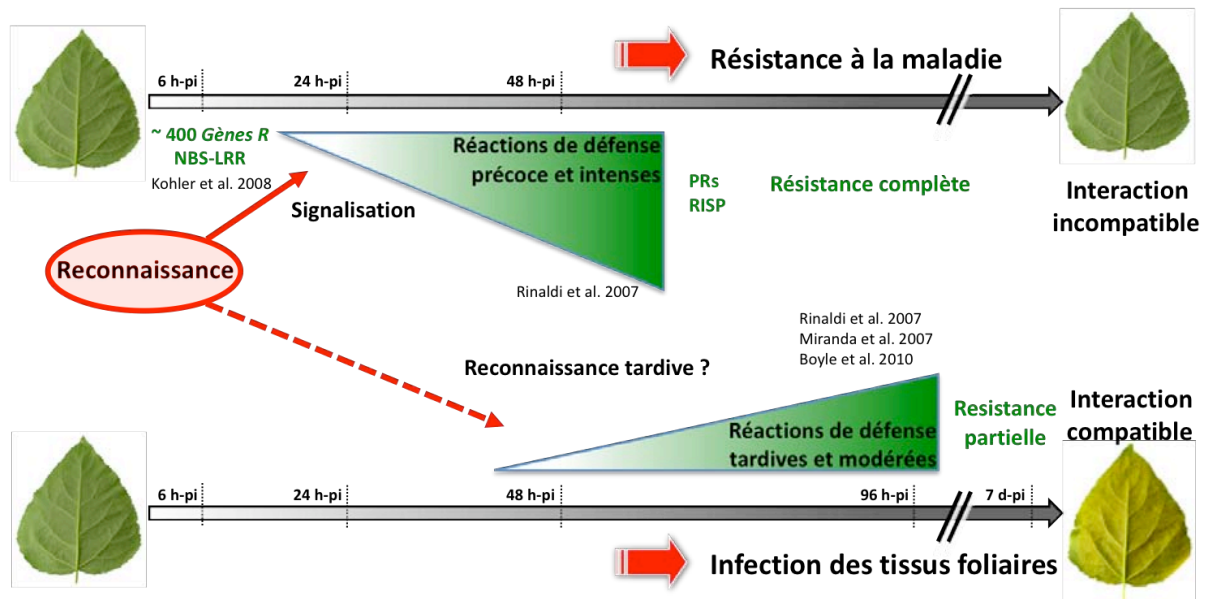 Résistance à la maladie
6 h-pi
24 h-pi
48 h-pi
~ 400 Gènes R
NBS-LRR
Kohler et al. 2008
Réactions de défense
précoce et intenses
PRs
RISP
Résistance complète
Interaction
incompatible
Signalisation
Reconnaissance
Rinaldi et al. 2007
Rinaldi et al. 2007
Miranda et al. 2007
Boyle et al. 2010
Reconnaissance tardive ?
Réactions de défense
tardives et modérées
Resistance
partielle
Interaction
compatible
6 h-pi
24 h-pi
48 h-pi
96 h-pi
7 d-pi
Infection des tissus foliaires